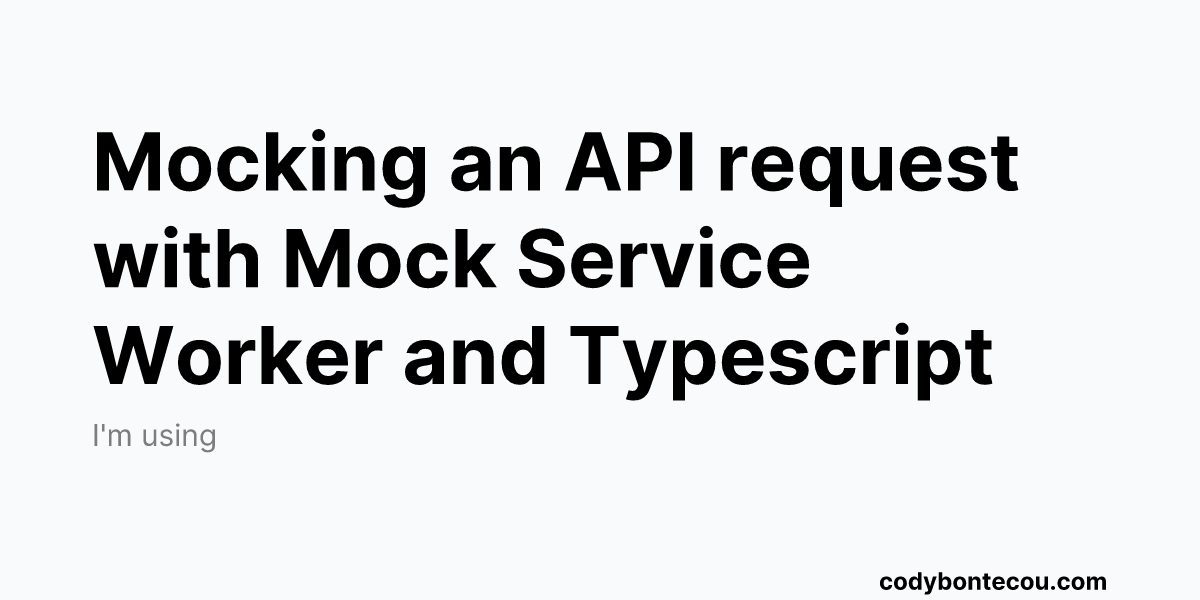 Mocking an API request
with Mock Service
Worker and Typescript
I'm using
codybontecou.com